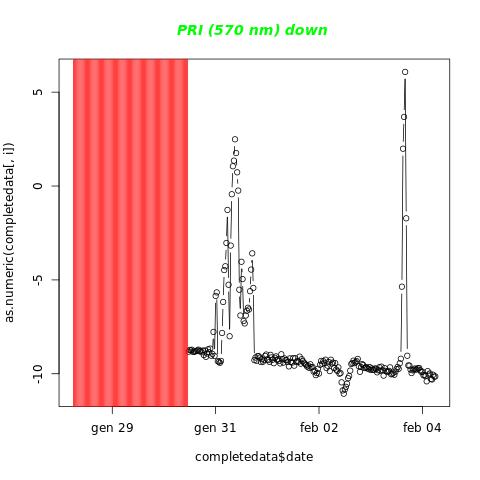 PRI (570 nm) down
as.numeric(completedata[, i])
5
0
-5
-10
gen 29
gen 31
feb 02
feb 04
completedata$date